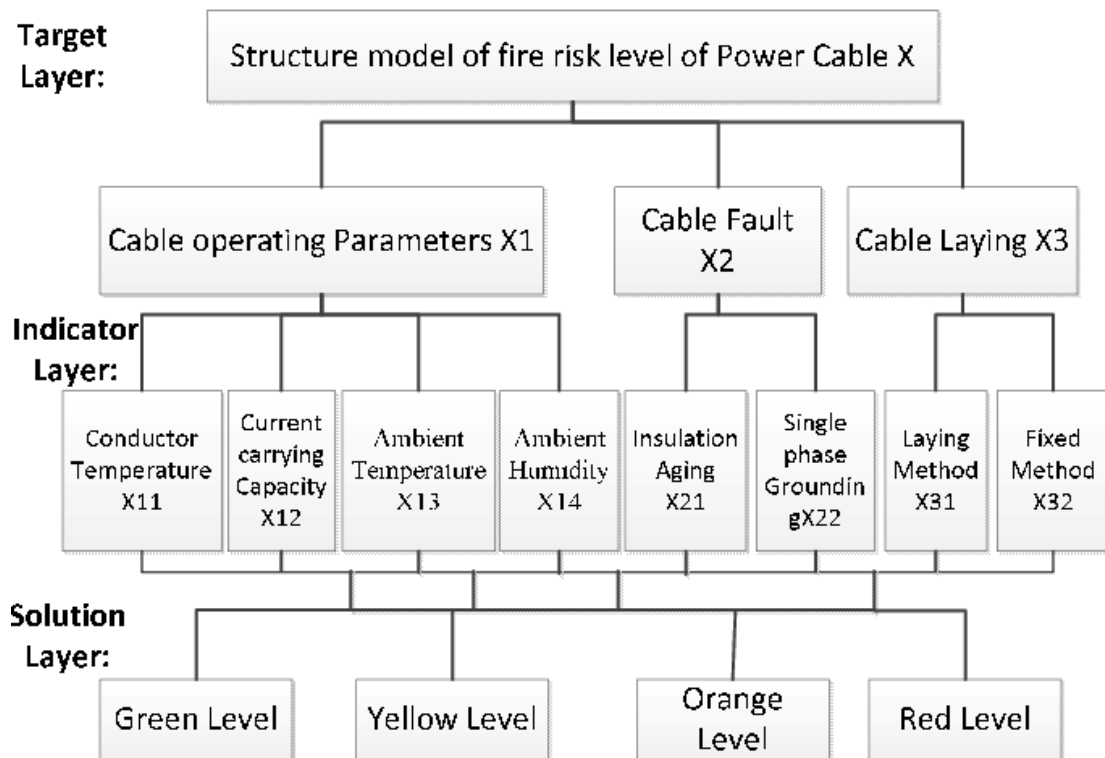 Target
Layer:
Structure model of fire risk level of Power Cable X
Cable operating Parameters X1
Cable Fault
X2
Cable Laying X3
Indicator
Layer:
Conductor
Temperature
X11
Current
carrying
Capacity
X12
Ambient
Temperature
X13
Ambient
Humidity
X14
Insulation
Aging
X21
Single
phase
Groundin
gX22
Laying
Method
X31
Fixed
Method
X32
Solution
Layer:
Green Level
Yellow Level
Orange
Level
Red Level